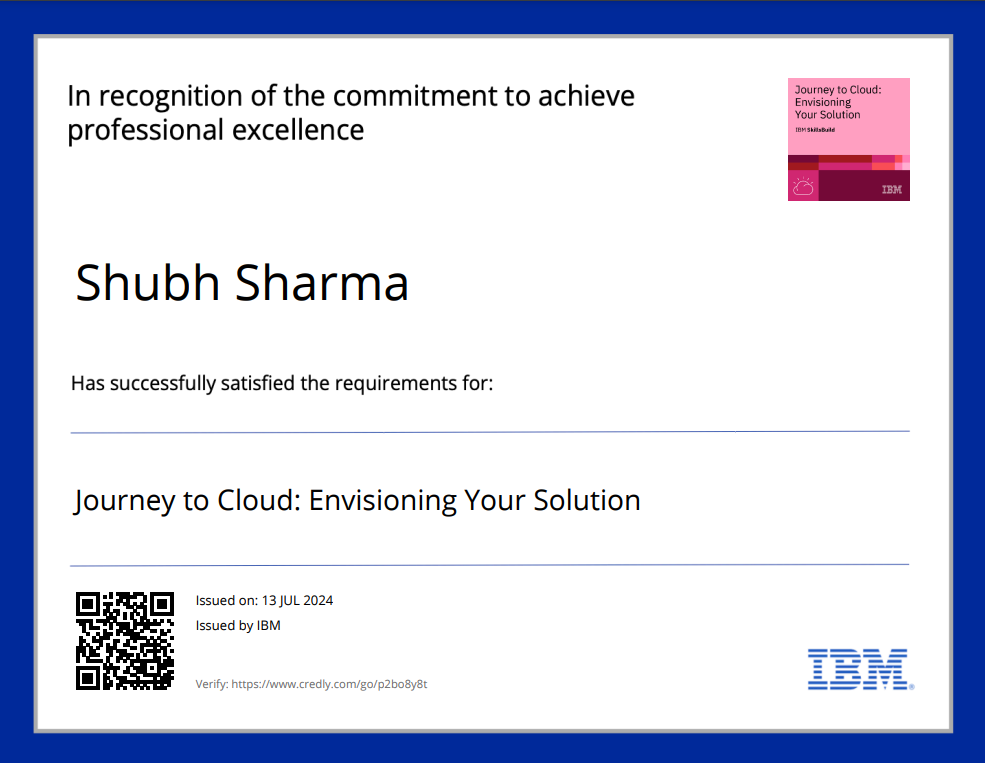 In recognition of the commitment to achieve
professional excellence
Journey to Cloud:
Envisioning
Your Solution
IBM SkillsBuild
IBM
Shubh Sharma
Has successfully satisfied the requirements for:
Journey to Cloud: Envisioning Your Solution
Issued on: 13 JUL 2024
Issued by IBM
Verify: https://www.credly.com/go/p2bo8y8t
IBM®